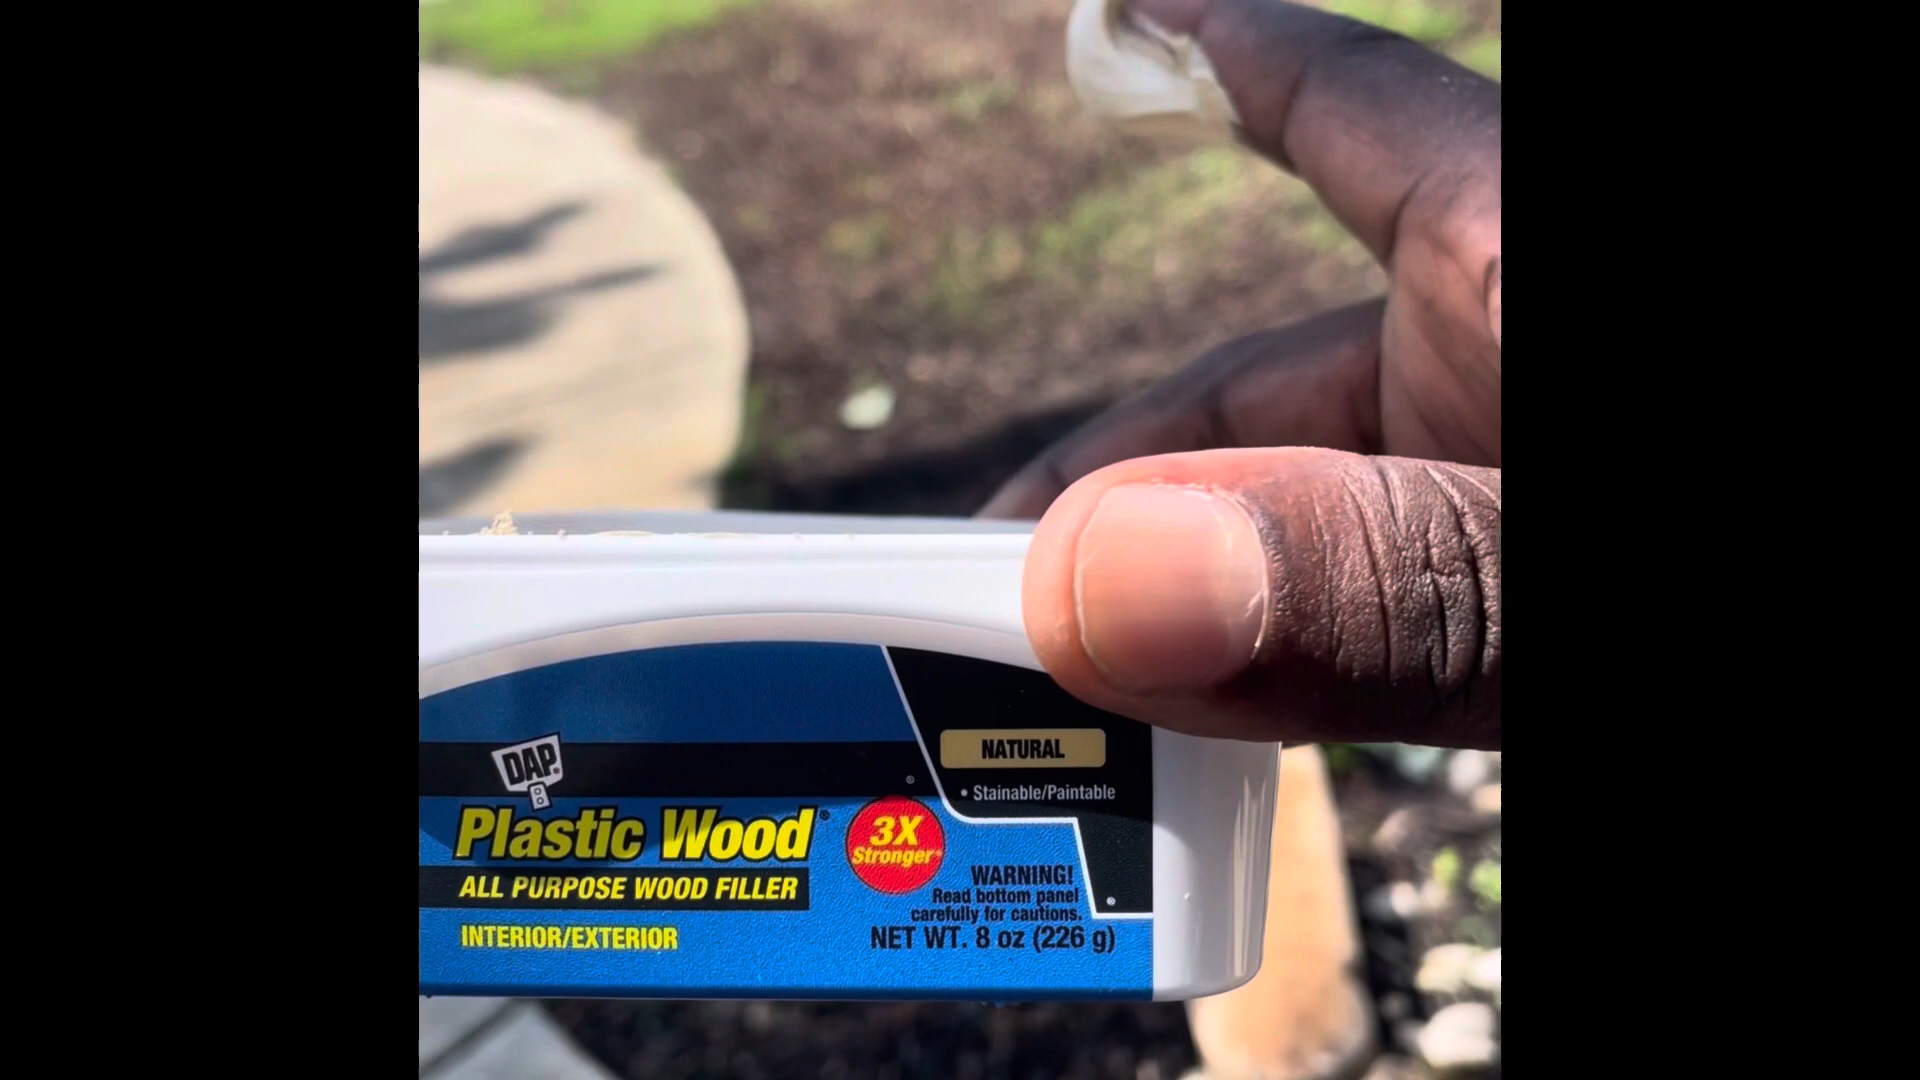 DAP
Plastic Wood®
ALL PURPOSE WOOD FILLER
INTERIOR/EXTERIOR
3X
Stronger
NATURAL
• Stainable/Paintable
WARNING!
Read bottom panel
carefully for cautions.
NET WT. 8 oz (226 g)